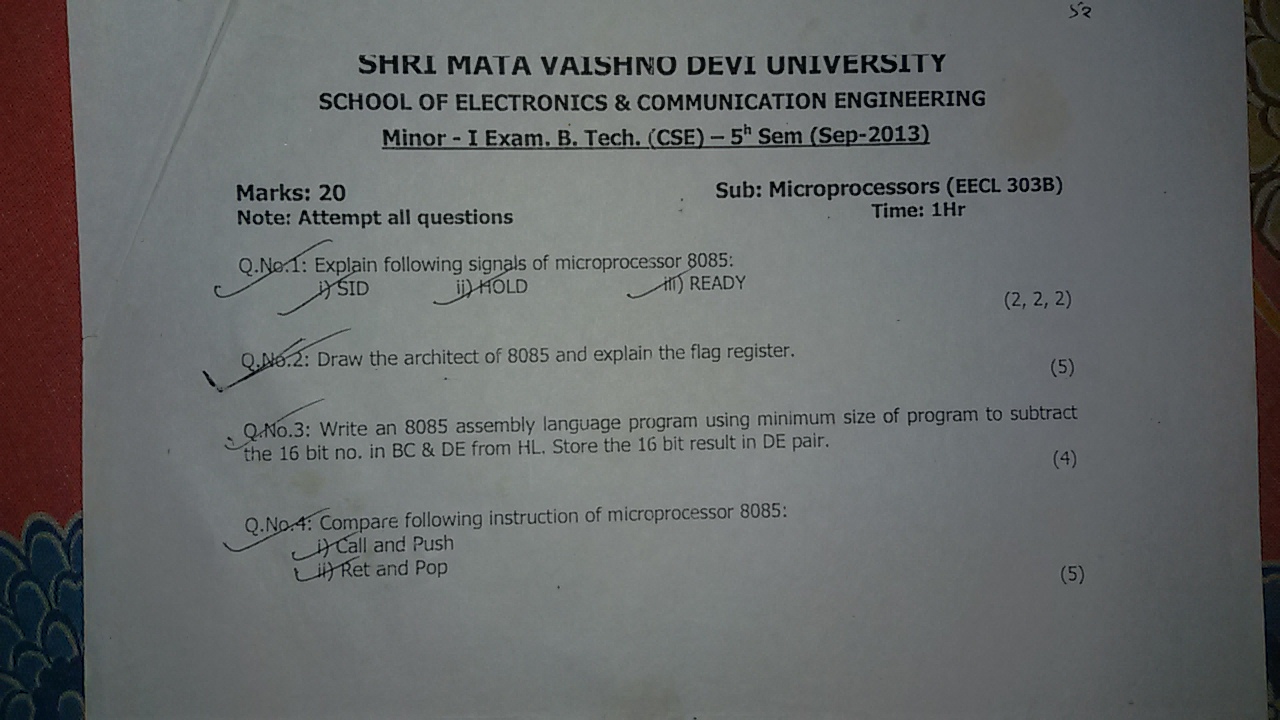 52
SHRI MATA VAISHNO DEVI UNIVERSITY
SCHOOL OF ELECTRONICS & COMMUNICATION ENGINEERING
Minor - I Exam. B. Tech. (CSE) – 5h Sem (Sep-2013)
Marks: 20
Sub: Microprocessors (EECL 303B)
Note: Attempt all questions
Time: 1Hr
Q.No.1: Explain following signals of microprocessor 8085:
i) SID ii) HOLD iii) READY
(2, 2, 2)
Q.No.2: Draw the architect of 8085 and explain the flag register.
(5)
Q.No.3: Write an 8085 assembly language program using minimum size of program to subtract
the 16 bit no. in BC & DE from HL. Store the 16 bit result in DE pair.
(4)
Q.No.4: Compare following instruction of microprocessor 8085:
i) Call and Push
ii) Ret and Pop
(5)